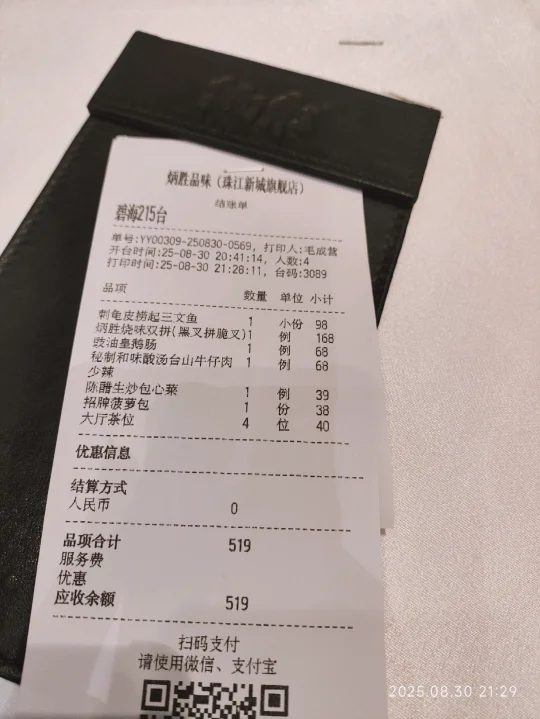 炳胜品味(珠江新城旗舰店)
结账单
碧海215台
单号:YY00309-250830-0569, 打印人:毛成营
开台时间:25-08-30 20:41:14, 人数:4
打印时间:25-08-30 21:28:11, 台码:3089
品项 数量 单位 小计
刺龟皮捞起三文鱼 1 小份 98
炳胜烧味双拼(黑叉拼脆叉) 1 例 168
豉油皇鹅肠 1 例 68
秘制和味酸汤台山牛仔肉 1 例 68
少辣
陈醋生炒包心菜 1 例 39
招牌菠萝包 1 份 38
大厅茶位 4 位 40
优惠信息
结算方式
人民币 0
品项合计 519
服务费
优惠
应收余额 519
扫码支付
请使用微信、支付宝
2025.08.30 21:29